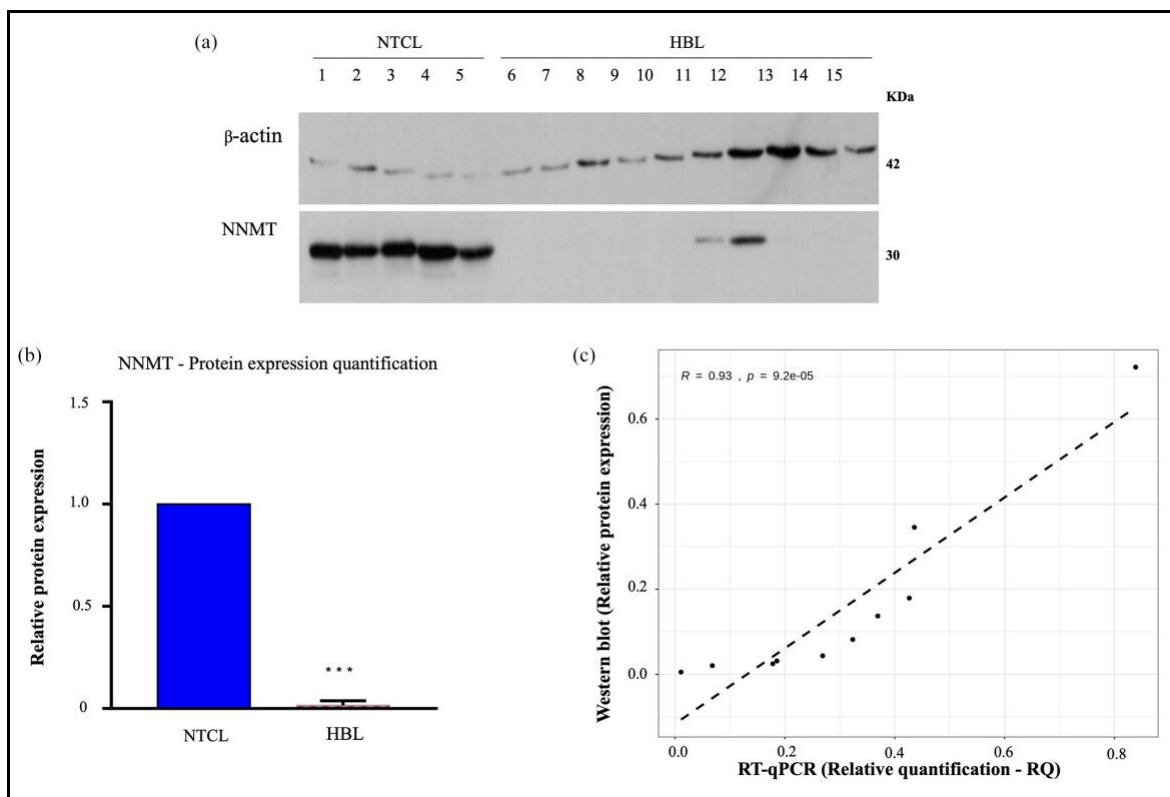 (a) NTCL HBL
1 2 3 4 5 6 7 8 9 10 11 12 13 14 15
KDa
β-actin
42
NNMT
30
(b) NNMT - Protein expression quantification
1.5
1.0
0.5
0
Relative protein expression
***
NTCL HBL
(c)
R = 0.93 , p = 9.2e-05
Western blot (Relative protein expression)
0.6
0.4
0.2
0.0
0.0 0.2 0.4 0.6 0.8
RT-qPCR (Relative quantification - RQ)